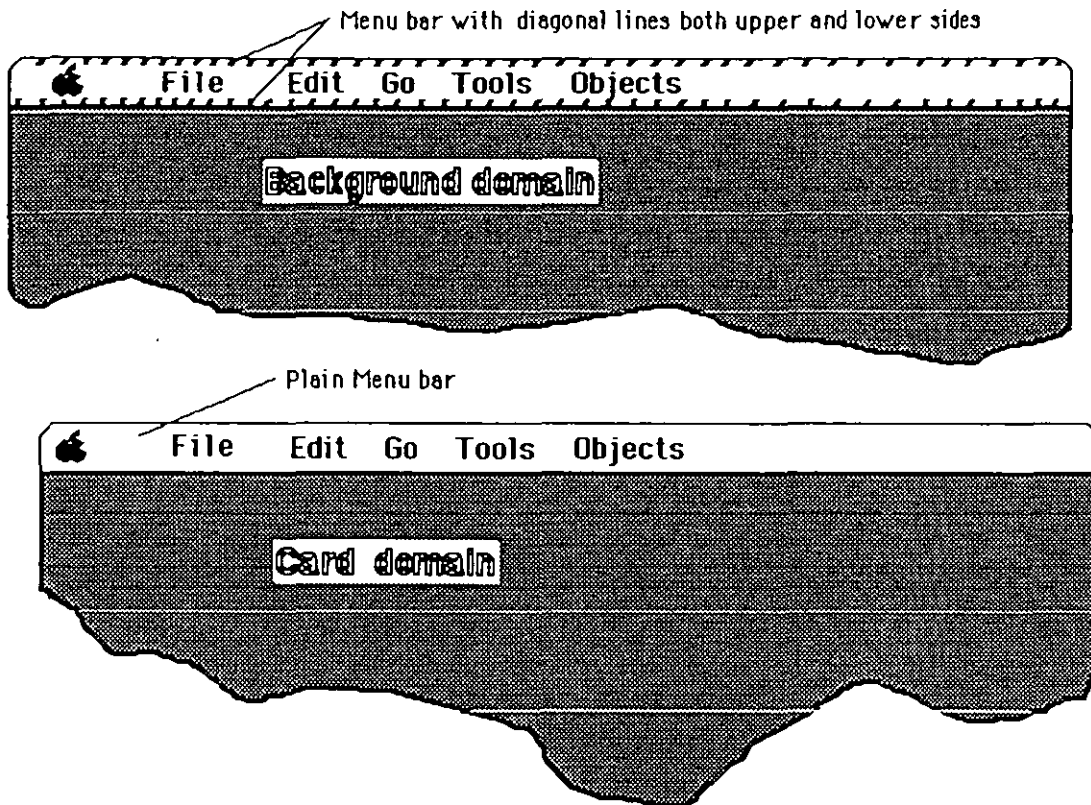 Menu bar with diagonal lines both upper and lower sides
File Edit Go Tools Objects
Background domain
Plain Menu bar
File Edit Go Tools Objects
Card domain